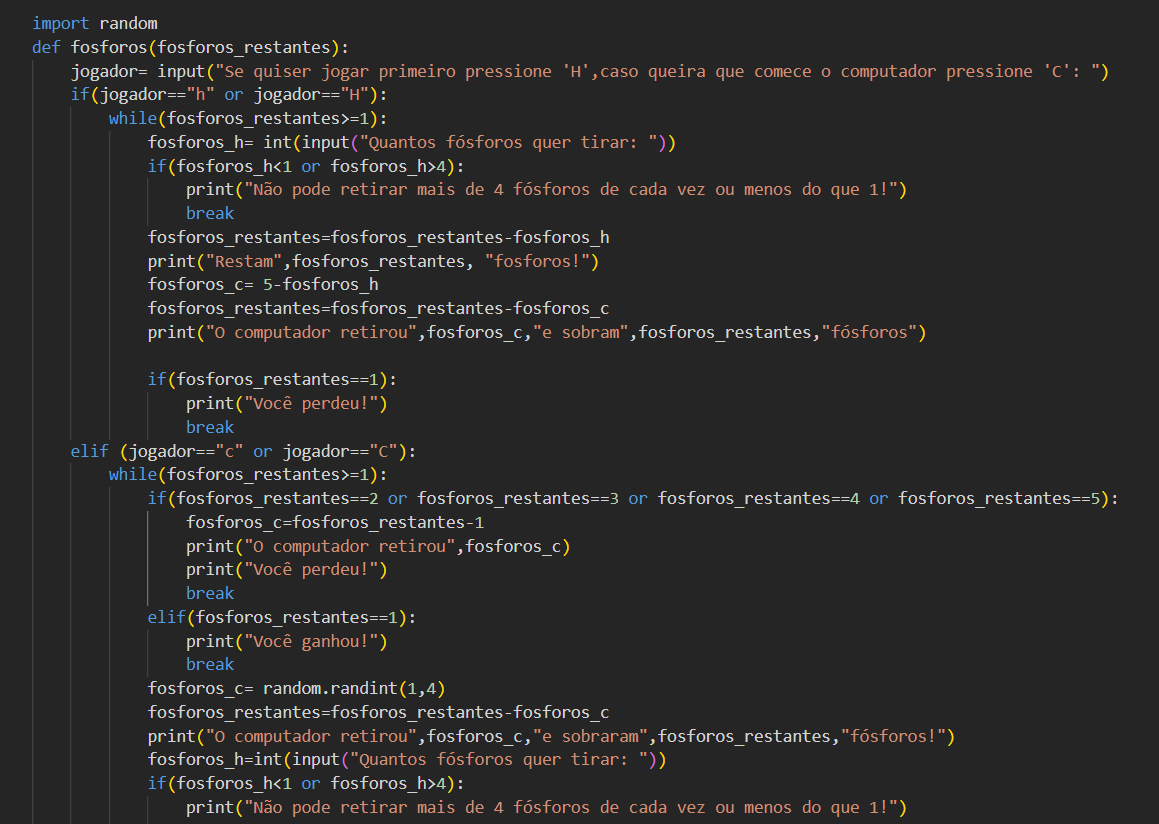 import random
def fosforos(fosforos_restantes):
    jogador= input("Se quiser jogar primeiro pressione 'H',caso queira que comece o computador pressione 'C': ")
    if(jogador=="h" or jogador=="H"):
        while(fosforos_restantes>=1):
            fosforos_h= int(input("Quantos fósforos quer tirar: "))
            if(fosforos_h<1 or fosforos_h>4):
                print("Não pode retirar mais de 4 fósforos de cada vez ou menos do que 1!")
                break
            fosforos_restantes=fosforos_restantes-fosforos_h
            print("Restam",fosforos_restantes, "fosforos!")
            fosforos_c= 5-fosforos_h
            fosforos_restantes=fosforos_restantes-fosforos_c
            print("O computador retirou",fosforos_c,"e sobram",fosforos_restantes,"fósforos")

            if(fosforos_restantes==1):
                print("Você perdeu!")
                break
    elif (jogador=="c" or jogador=="C"):
        while(fosforos_restantes>=1):
            if(fosforos_restantes==2 or fosforos_restantes==3 or fosforos_restantes==4 or fosforos_restantes==5):
                fosforos_c=fosforos_restantes-1
                print("O computador retirou",fosforos_c)
                print("Você perdeu!")
                break
            elif(fosforos_restantes==1):
                print("Você ganhou!")
                break
            fosforos_c= random.randint(1,4)
            fosforos_restantes=fosforos_restantes-fosforos_c
            print("O computador retirou",fosforos_c,"e sobraram",fosforos_restantes,"fósforos!")
            fosforos_h=int(input("Quantos fósforos quer tirar: "))
            if(fosforos_h<1 or fosforos_h>4):
                print("Não pode retirar mais de 4 fósforos de cada vez ou menos do que 1!")